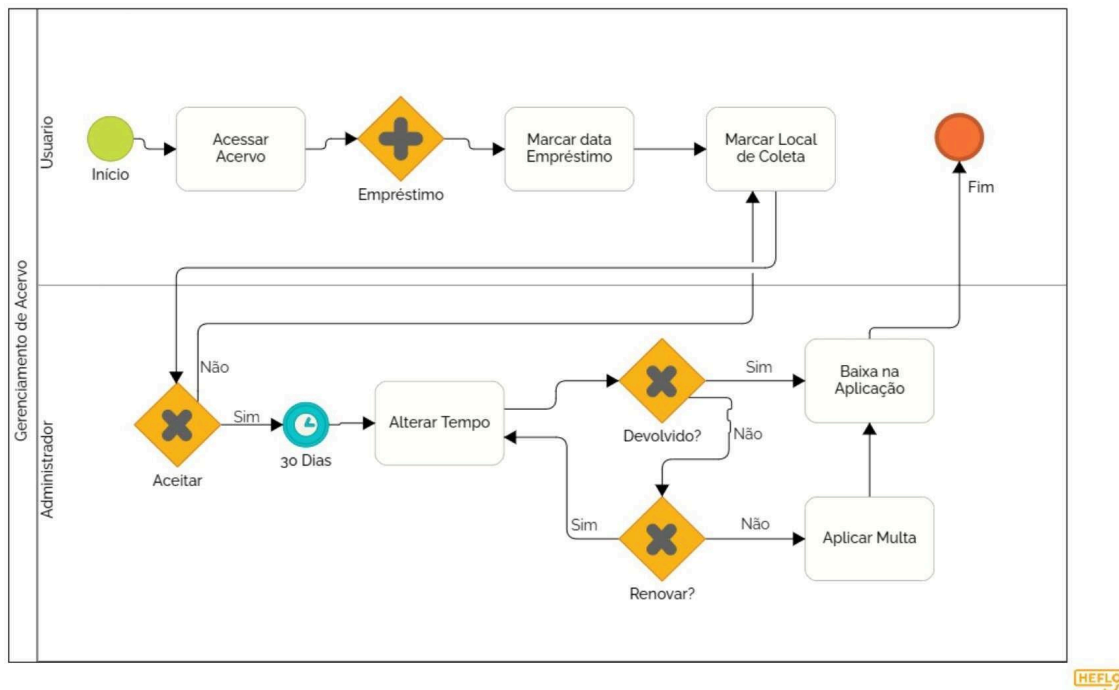 Gerenciamento de Acervo
Usuario
Início
Acessar
Acervo
Empréstimo
Marcar data
Empréstimo
Marcar Local
de Coleta
Fim
Administrador
Não
Aceitar
Sim
30 Dias
Alterar Tempo
Devolvido?
Sim
Não
Baixa na
Aplicação
Sim
Renovar?
Não
Aplicar Multa